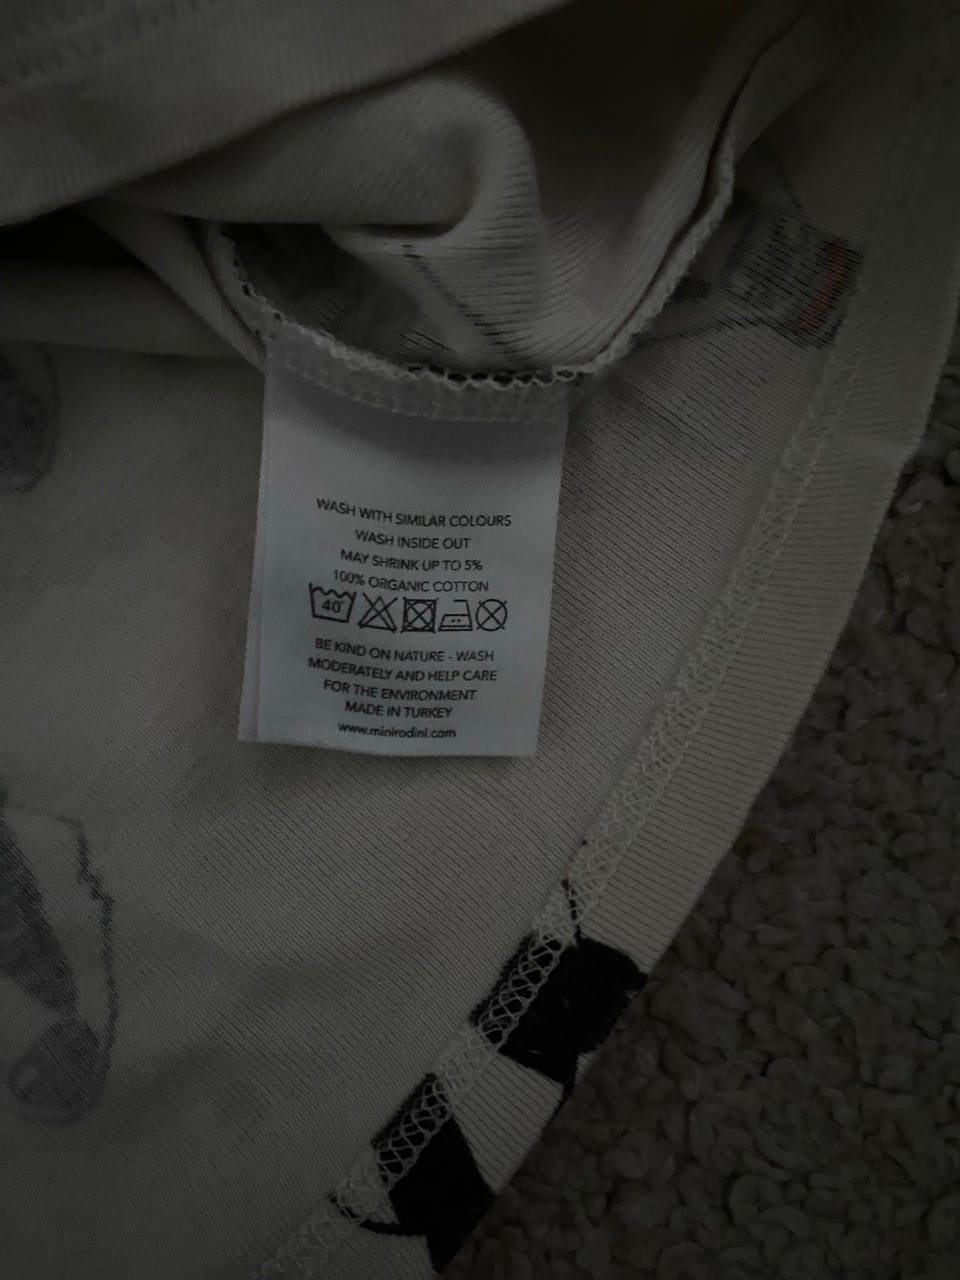 WASH WITH SIMILAR COLOURS
WASH INSIDE OUT
MAY SHRINK UP TO 5%
100% ORGANIC COTTON
40°
BE KIND ON NATURE - WASH
MODERATELY AND HELP CARE
FOR THE ENVIRONMENT
MADE IN TURKEY
www.minirodini.com